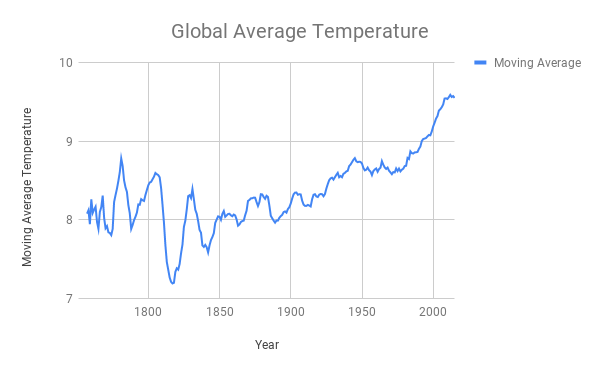 Global Average Temperature
Moving Average
Moving Average Temperature
10
9
8
7
1800 1850 1900 1950 2000
Year